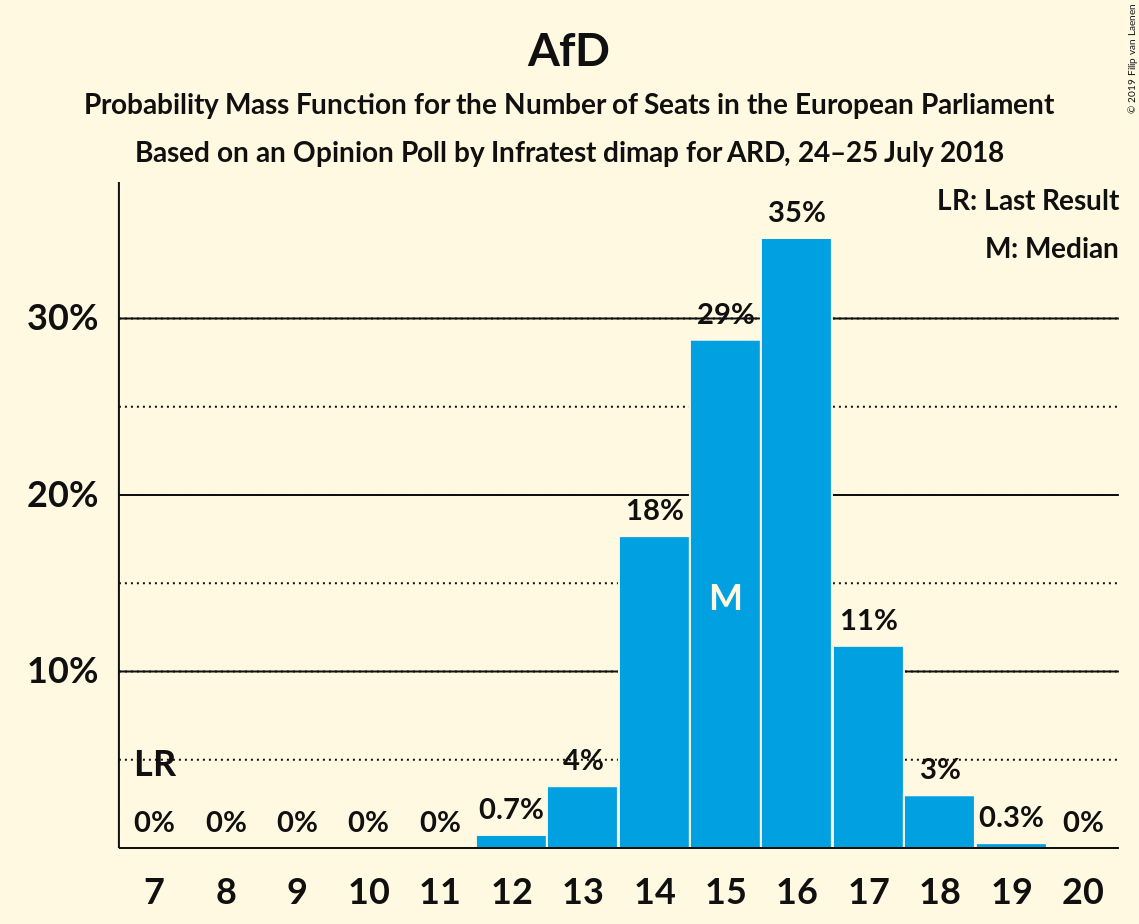 AfD
Probability Mass Function for the Number of Seats in the European Parliament
Based on an Opinion Poll by Infratest dimap for ARD, 24–25 July 2018
© 2019 Filip van Laenen
LR: Last Result
M: Median
30%
20%
10%
LR
0%
0%
0%
0%
0%
0.7%
4%
18%
29%
M
35%
11%
3%
0.3%
0%
7 8 9 10 11 12 13 14 15 16 17 18 19 20